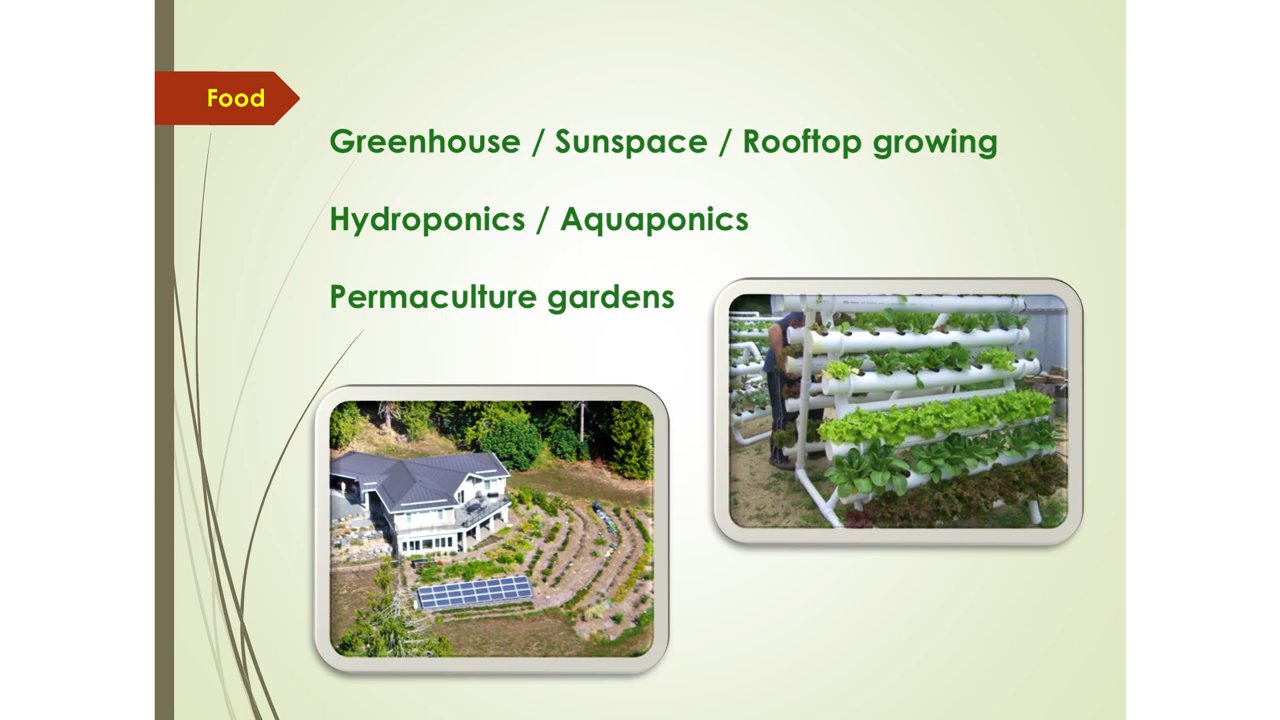 Food
Greenhouse / Sunspace / Rooftop growing
Hydroponics / Aquaponics
Permaculture gardens